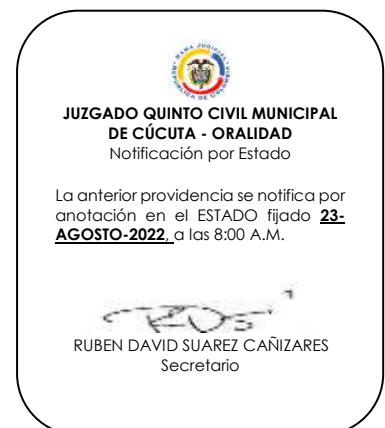 JUZGADO QUINTO CIVIL MUNICIPAL
DE CÚCUTA - ORALIDAD
Notificación por Estado
La anterior providencia se notifica por
anotación en el ESTADO fijado 23-
AGOSTO-2022, a las 8:00 A.M.
RUBEN DAVID SUAREZ CAÑIZARES
Secretario